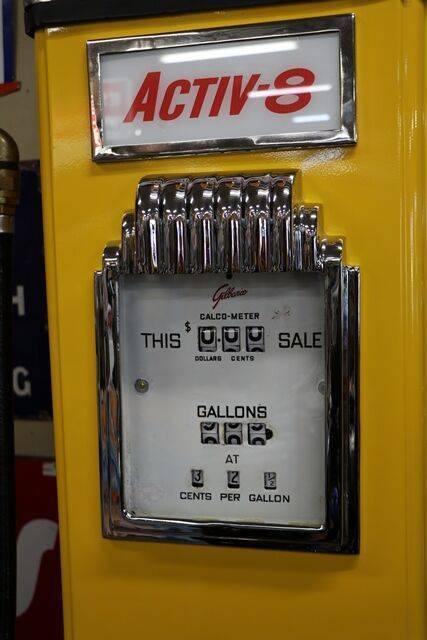 ACTIV-8
Gilbarco
CALCO-METER
THIS $ 0.00 SALE
DOLLARS CENTS
GALLONS
AT
3 2 1/2
CENTS PER GALLON
G